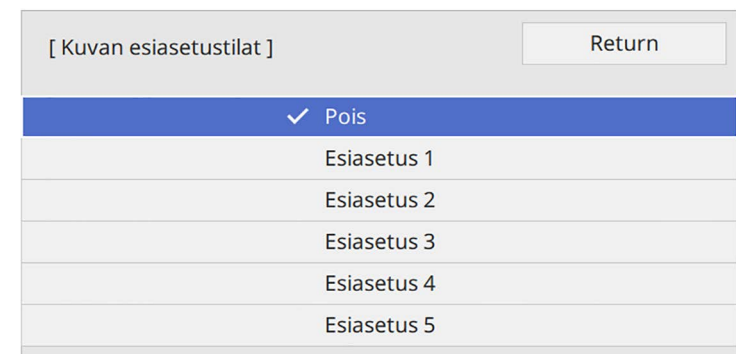 [ Kuvan esiasetustilat ]
Return
Pois
Esiasetus 1
Esiasetus 2
Esiasetus 3
Esiasetus 4
Esiasetus 5